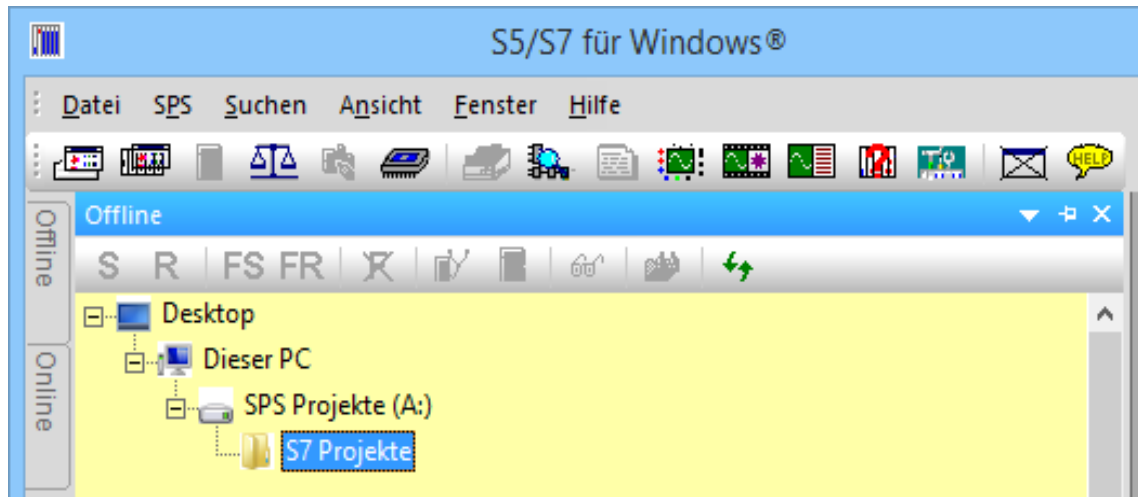 S5/S7 für Windows®
Datei SPS Suchen Ansicht Fenster Hilfe
HELP
Offline
Offline
S R FS FR
Desktop
Online
Dieser PC
SPS Projekte (A:)
S7 Projekte